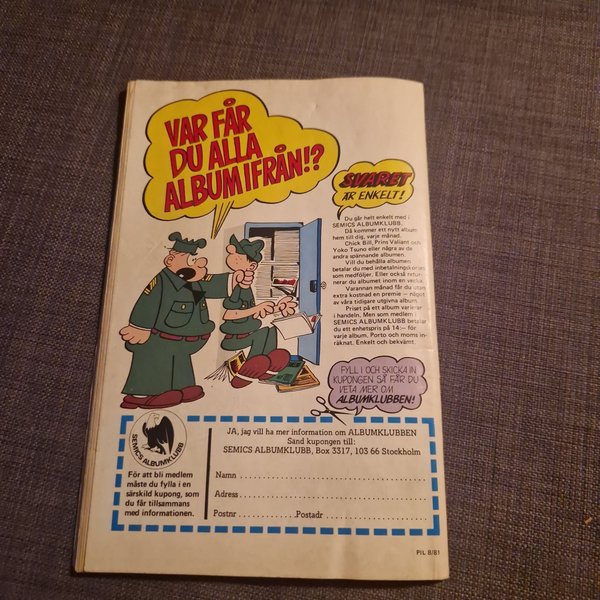 VAR FÅR
DU ALLA
ALBUM IFRÅN!?
SVARET
ÄR ENKELT!
Du går helt enkelt med i
SEMICS ALBUMKLUBB.
Då kommer ett nytt album
hem till dig, varje månad.
Chick Bill, Prins Valiant och
Yoko Tsuno eller några av de
andra spännande albumen.
Vill du behålla albumen
betalar du med inbetalningskortet
som medföljer. Eller också retur-
nerar du albumet inom en vecka.
Varannan månad får du utan
extra kostnad en premie – något
av våra tidigare utgivna album.
Priset på ett album varierar
i handeln. Men som medlem i
SEMICS ALBUMKLUBB betalar
du ett enhetspris på 14:– för
varje album. Porto och moms in-
räknat. Enkelt och bekvämt.
FYLL I OCH SKICKA IN
KUPONGEN SÅ FÅR DU
VETA MER OM
ALBUMKLUBBEN!
SEMICS ALBUMKLUBB
För att bli medlem
måste du fylla i en
särskild kupong, som
du får tillsammans
med informationen.
JA, jag vill ha mer information om ALBUMKLUBBEN
Sand kupongen till:
SEMICS ALBUMKLUBB, Box 3317, 103 66 Stockholm
Namn
Adress
Postnr Postadr
PIL 8/81